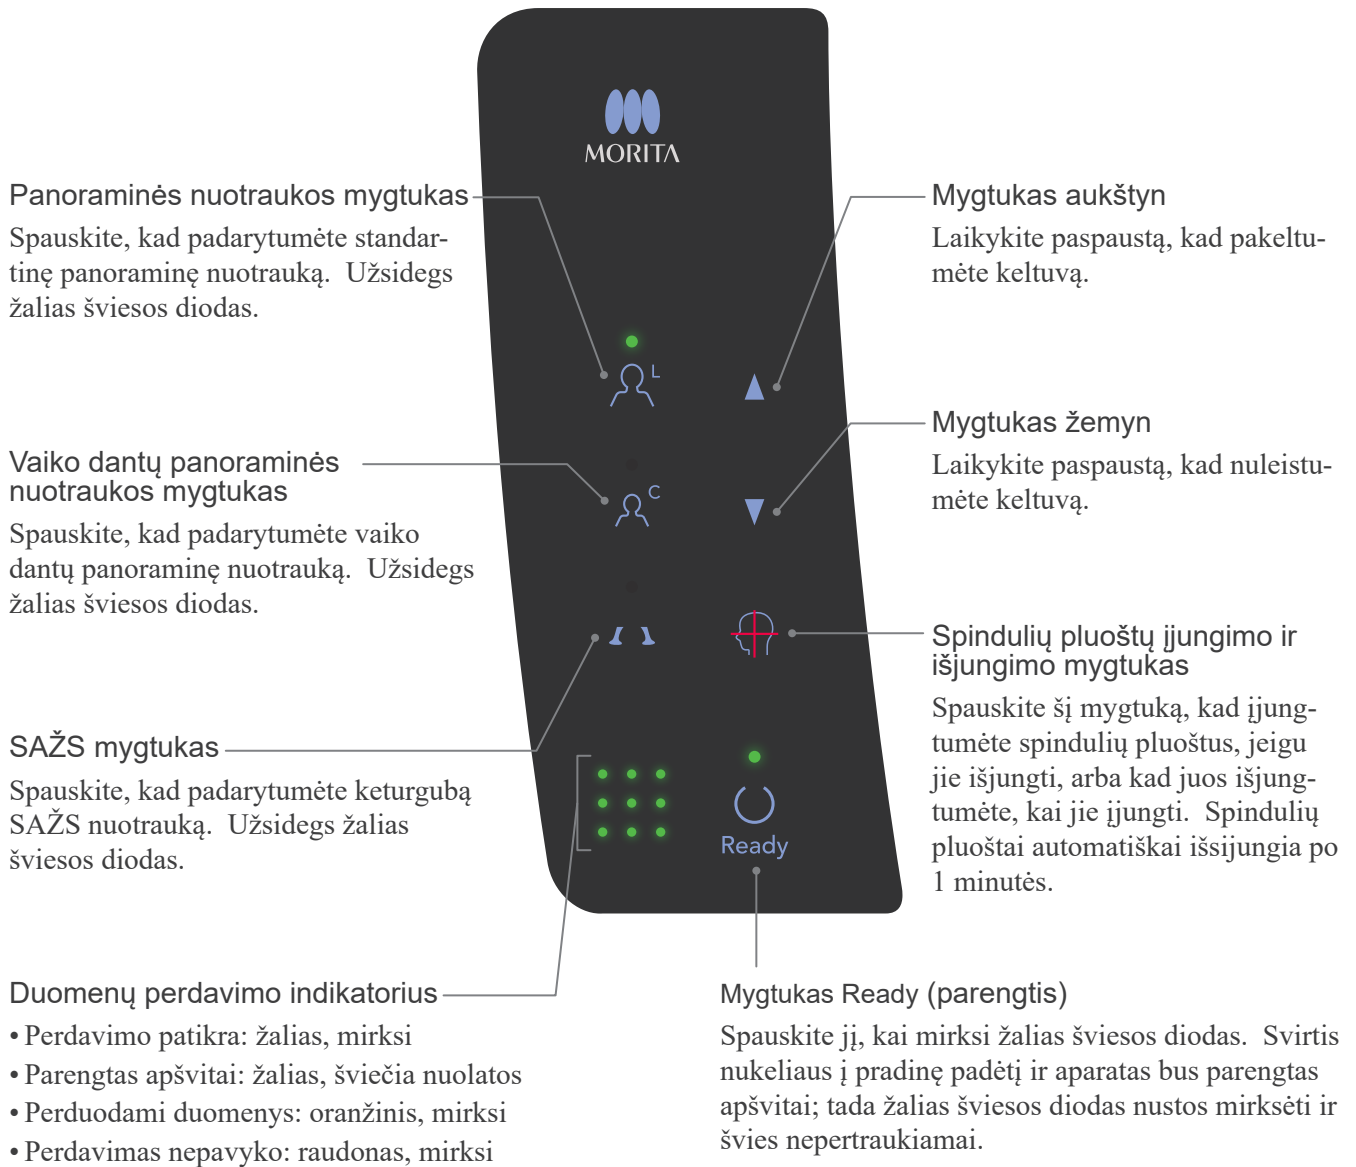 MORITA
Panoraminės nuotraukos mygtukas
Spauskite, kad padarytumėte standar-
tinę panoraminę nuotrauką.  Užsidegs
žalias šviesos diodas.
Vaiko dantų panoraminės
nuotraukos mygtukas
Spauskite, kad padarytumėte vaiko
dantų panoraminę nuotrauką.  Užsidegs
žalias šviesos diodas.
SAŽS mygtukas
Spauskite, kad padarytumėte keturgubą
SAŽS nuotrauką.  Užsidegs žalias
šviesos diodas.
Duomenų perdavimo indikatorius
• Perdavimo patikra: žalias, mirksi
• Parengtas apšvitai: žalias, šviečia nuolatos
• Perduodami duomenys: oranžinis, mirksi
• Perdavimas nepavyko: raudonas, mirksi
L
C
Ready
Mygtukas aukštyn
Laikykite paspaustą, kad pakeltu-
mėte keltuvą.
Mygtukas žemyn
Laikykite paspaustą, kad nuleistu-
mėte keltuvą.
Spindulių pluoštų įjungimo ir
išjungimo mygtukas
Spauskite šį mygtuką, kad įjung-
tumėte spindulių pluoštus, jeigu
jie išjungti, arba kad juos išjung-
tumėte, kai jie įjungti.  Spindulių
pluoštai automatiškai išsijungia po
1 minutės.
Mygtukas Ready (parengtis)
Spauskite jį, kai mirksi žalias šviesos diodas.  Svirtis
nukeliaus į pradinę padėtį ir aparatas bus parengtas
apšvitai; tada žalias šviesos diodas nustos mirksėti ir
švies nepertraukiamai.